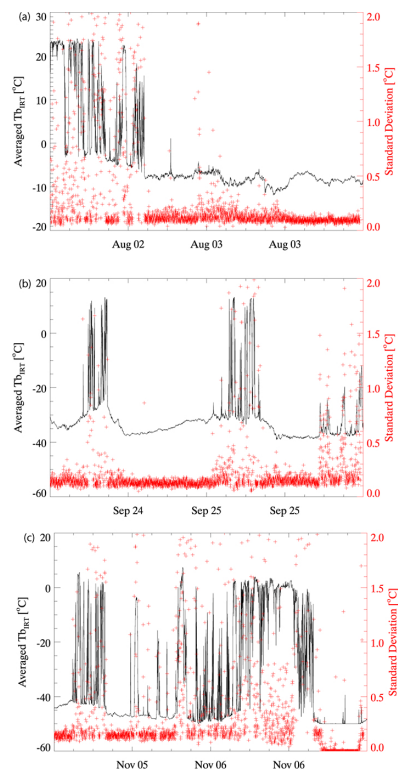 (a)
30
20
10
0
-10
-20
Averaged Tb_IRT [°C]
2.0
1.5
1.0
0.5
0.0
Standard Deviation [°C]
Aug 02 Aug 03 Aug 03
(b)
20
0
-20
-40
-60
Averaged Tb_IRT [°C]
2.0
1.5
1.0
0.5
0.0
Standard Deviation [°C]
Sep 24 Sep 25 Sep 25
(c)
20
0
-20
-40
-60
Averaged Tb_IRT [°C]
2.0
1.5
1.0
0.5
0.0
Standard Deviation [°C]
Nov 05 Nov 06 Nov 06